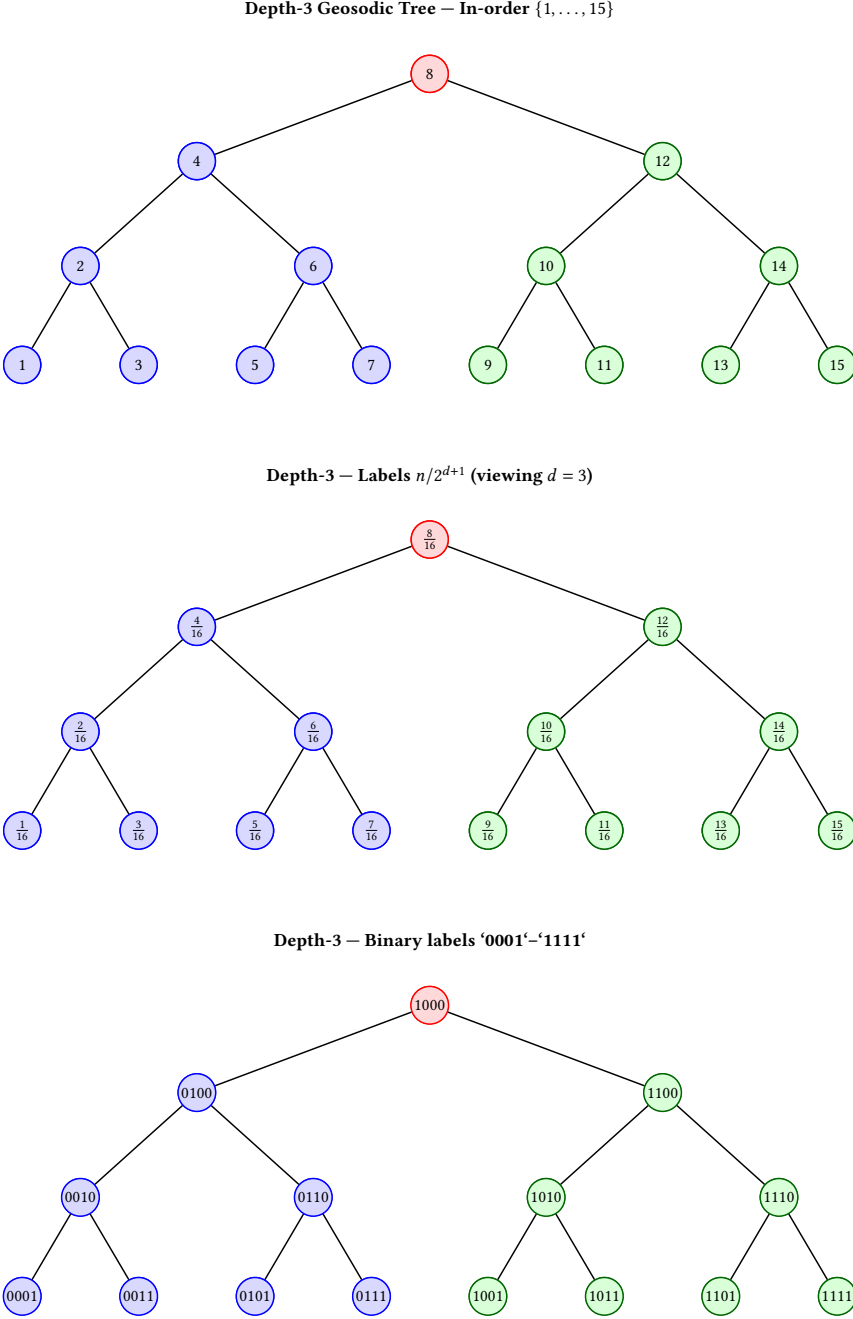 Depth-3 Geosodic Tree — In-order {1, . . . , 15}
8
4 12
2 6 10 14
1 3 5 7 9 11 13 15
Depth-3 — Labels n/2^{d+1} (viewing d = 3)
8/16
4/16 12/16
2/16 6/16 10/16 14/16
1/16 3/16 5/16 7/16 9/16 11/16 13/16 15/16
Depth-3 — Binary labels ‘0001‘–‘1111‘
1000
0100 1100
0010 0110 1010 1110
0001 0011 0101 0111 1001 1011 1101 1111